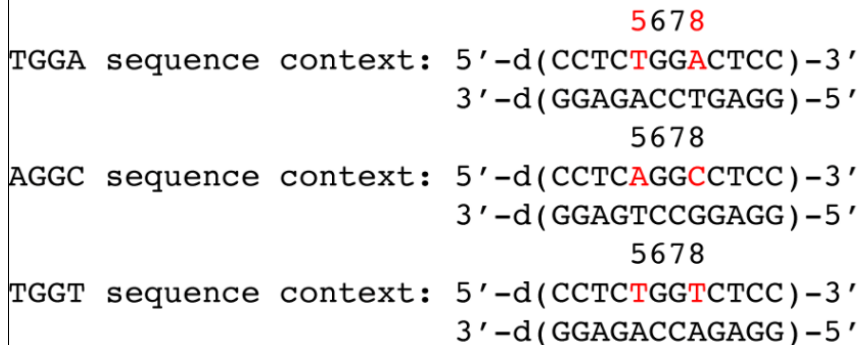 5678
TGGA sequence context: 5′-d(CCTCTGGACTCC)-3′
3′-d(GGAGACCTGAGG)-5′
5678
AGGC sequence context: 5′-d(CCTCAGGCCTCC)-3′
3′-d(GGAGTCCGGAGG)-5′
5678
TGGT sequence context: 5′-d(CCTCTGGTCTCC)-3′
3′-d(GGAGACCAGAGG)-5′